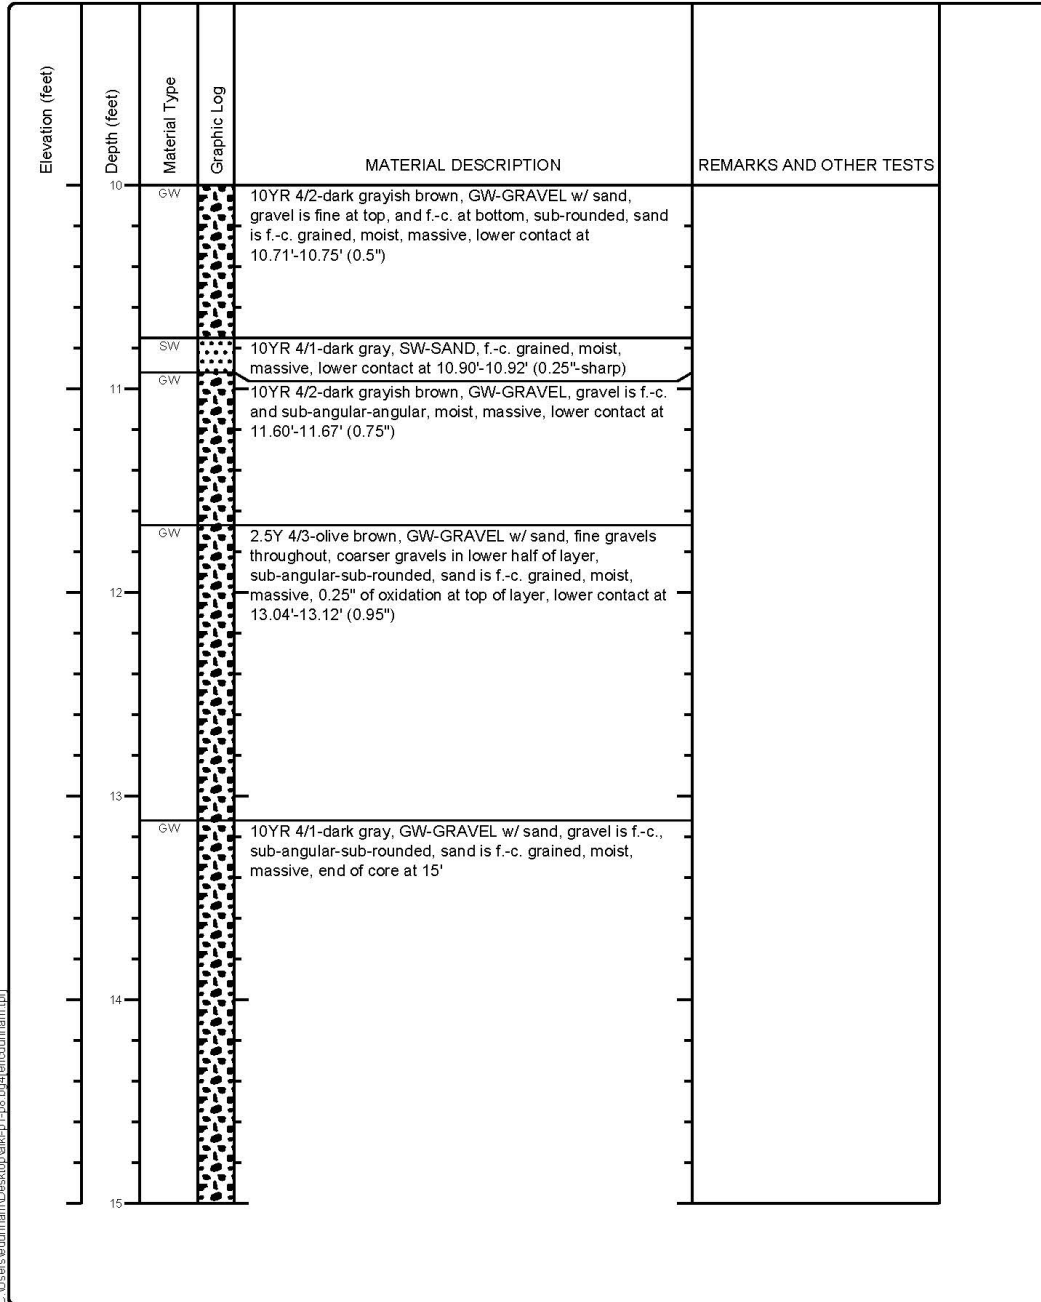 Elevation (feet)
Depth (feet)
Material Type
Graphic Log
MATERIAL DESCRIPTION
REMARKS AND OTHER TESTS
10
GW
10YR 4/2-dark grayish brown, GW-GRAVEL w/ sand,
gravel is fine at top, and f.-c. at bottom, sub-rounded, sand
is f.-c. grained, moist, massive, lower contact at
10.71'-10.75' (0.5")
SW
10YR 4/1-dark gray, SW-SAND, f.-c. grained, moist,
massive, lower contact at 10.90'-10.92' (0.25"-sharp)
GW
11
10YR 4/2-dark grayish brown, GW-GRAVEL, gravel is f.-c.
and sub-angular-angular, moist, massive, lower contact at
11.60'-11.67' (0.75")
GW
2.5Y 4/3-olive brown, GW-GRAVEL w/ sand, fine gravels
throughout, coarser gravels in lower half of layer,
sub-angular-sub-rounded, sand is f.-c. grained, moist,
12
massive, 0.25" of oxidation at top of layer, lower contact at
13.04'-13.12' (0.95")
13
GW
10YR 4/1-dark gray, GW-GRAVEL w/ sand, gravel is f.-c.,
sub-angular-sub-rounded, sand is f.-c. grained, moist,
massive, end of core at 15'
14
15